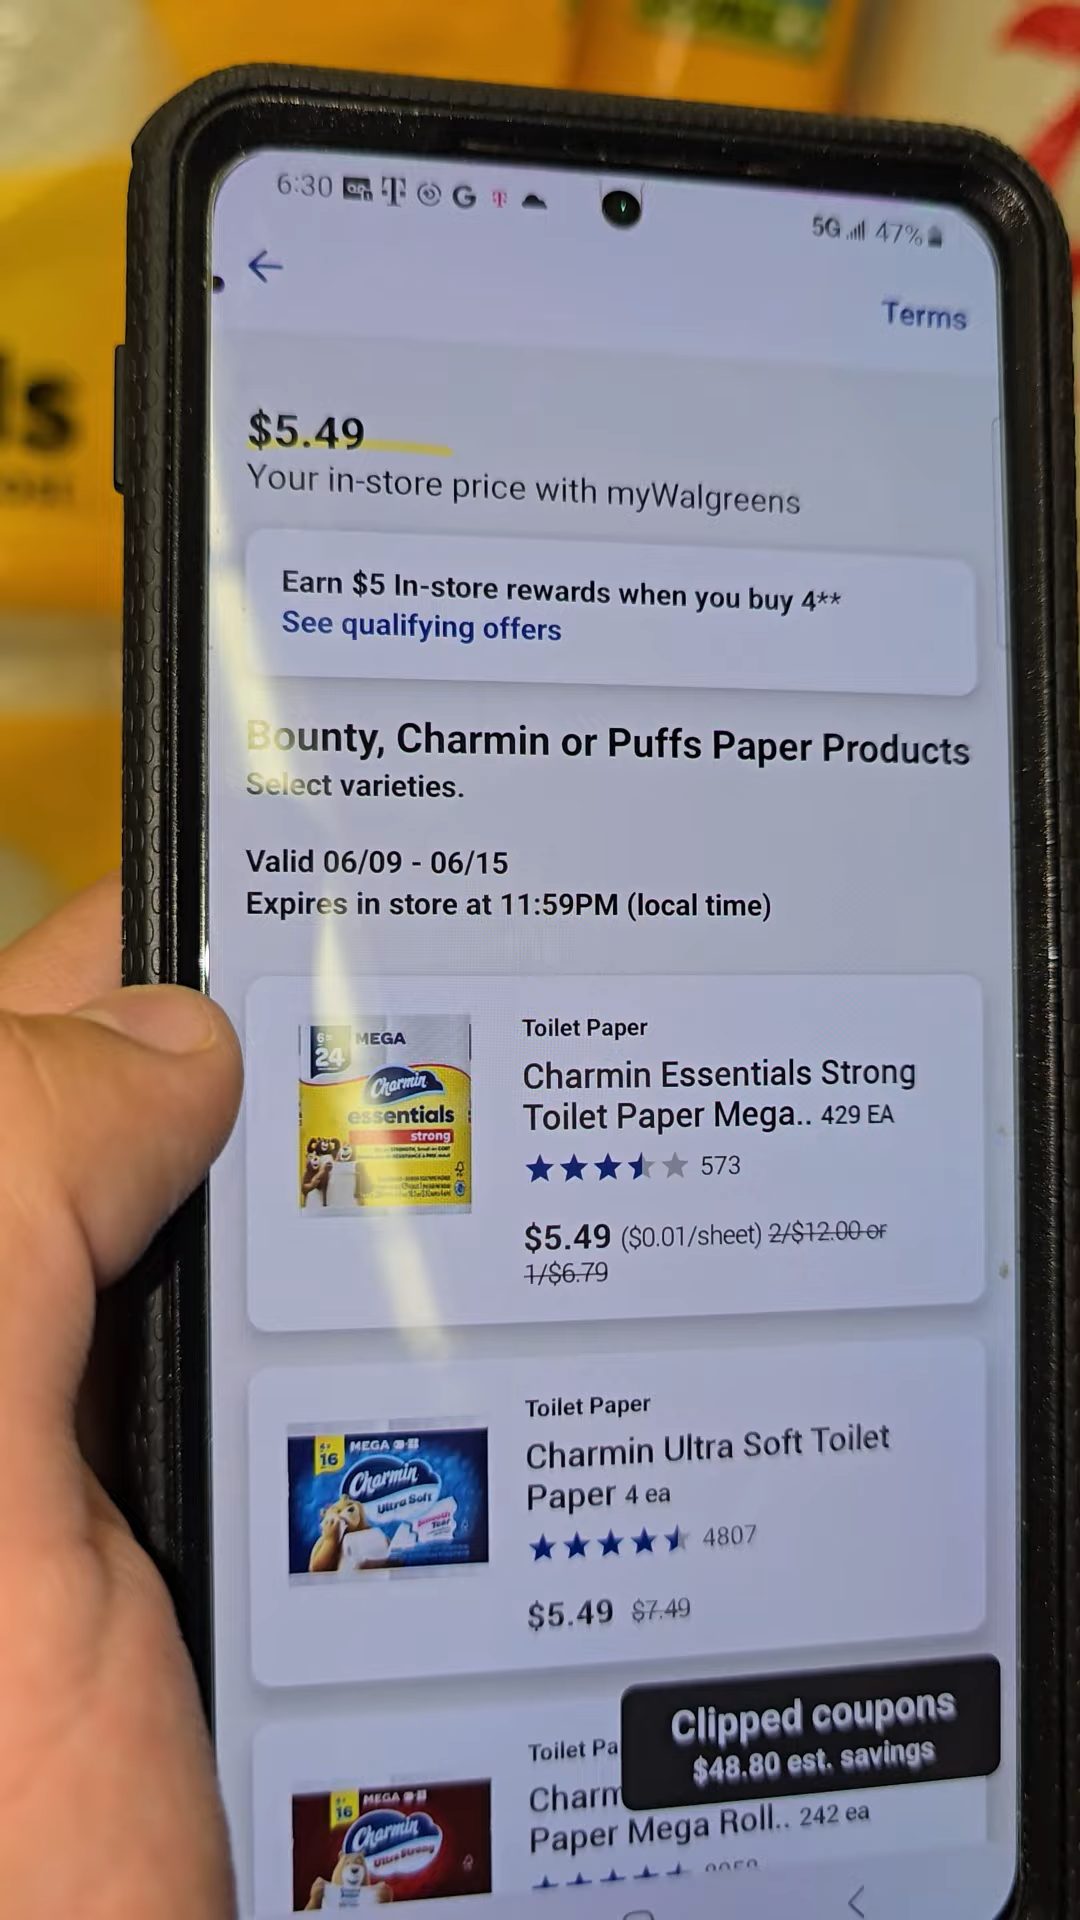 6:30
5G 47%
Terms
$5.49
Your in-store price with myWalgreens
Earn $5 In-store rewards when you buy 4**
See qualifying offers
Bounty, Charmin or Puffs Paper Products
Select varieties.
Valid 06/09 - 06/15
Expires in store at 11:59PM (local time)
24 MEGA
Charmin
essentials
strong
Toilet Paper
Charmin Essentials Strong
Toilet Paper Mega.. 429 EA
573
$5.49 ($0.01/sheet) 2/$12.00 or
1/$6.79
16 MEGA
Charmin
Ultra Soft
Toilet Paper
Charmin Ultra Soft Toilet
Paper 4 ea
4807
$5.49 $7.49
Clipped coupons
$48.80 est. savings
16 MEGA
Charmin
Ultra Strong
Toilet Pa
Charm
Paper Mega Roll.. 242 ea